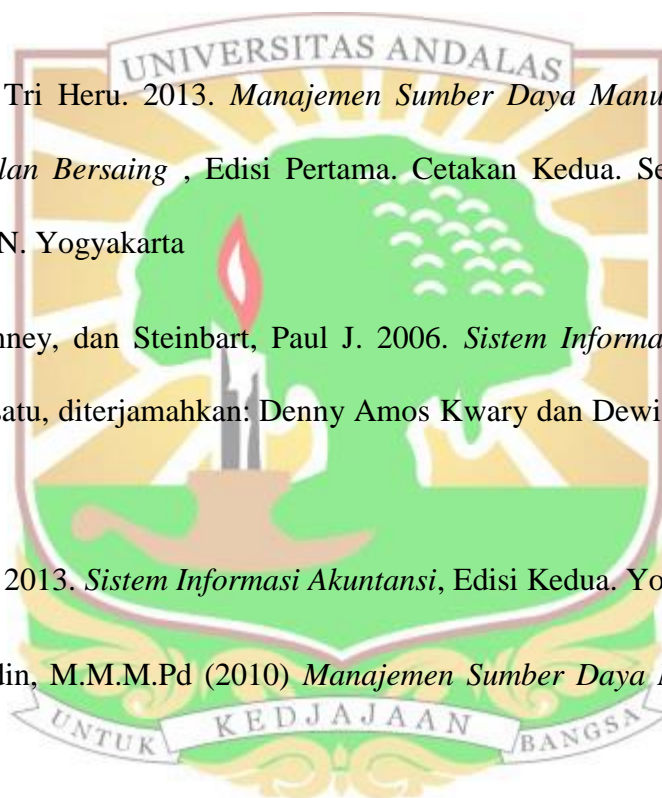 UNIVERSITAS ANDALAS
Tri Heru. 2013. Manajemen Sumber Daya Manu
lan Bersaing , Edisi Pertama. Cetakan Kedua. Se
N. Yogyakarta
nney, dan Steinbart, Paul J. 2006. Sistem Informa
satu, diterjamahkan: Denny Amos Kwary dan Dewi
2013. Sistem Informasi Akuntansi, Edisi Kedua. Yo
din, M.M.M.Pd (2010) Manajemen Sumber Daya
UNTUK KEDJAJAAN BANGSA